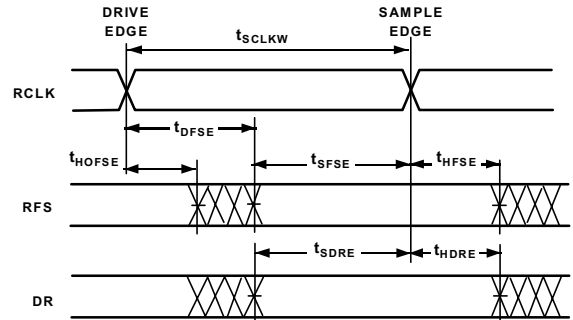 DRIVE
EDGE
SAMPLE
EDGE
tSCLKW
RCLK
tDFSE
tHOFSE
tSFSE
tHFSE
RFS
tSDRE
tHDRE
DR